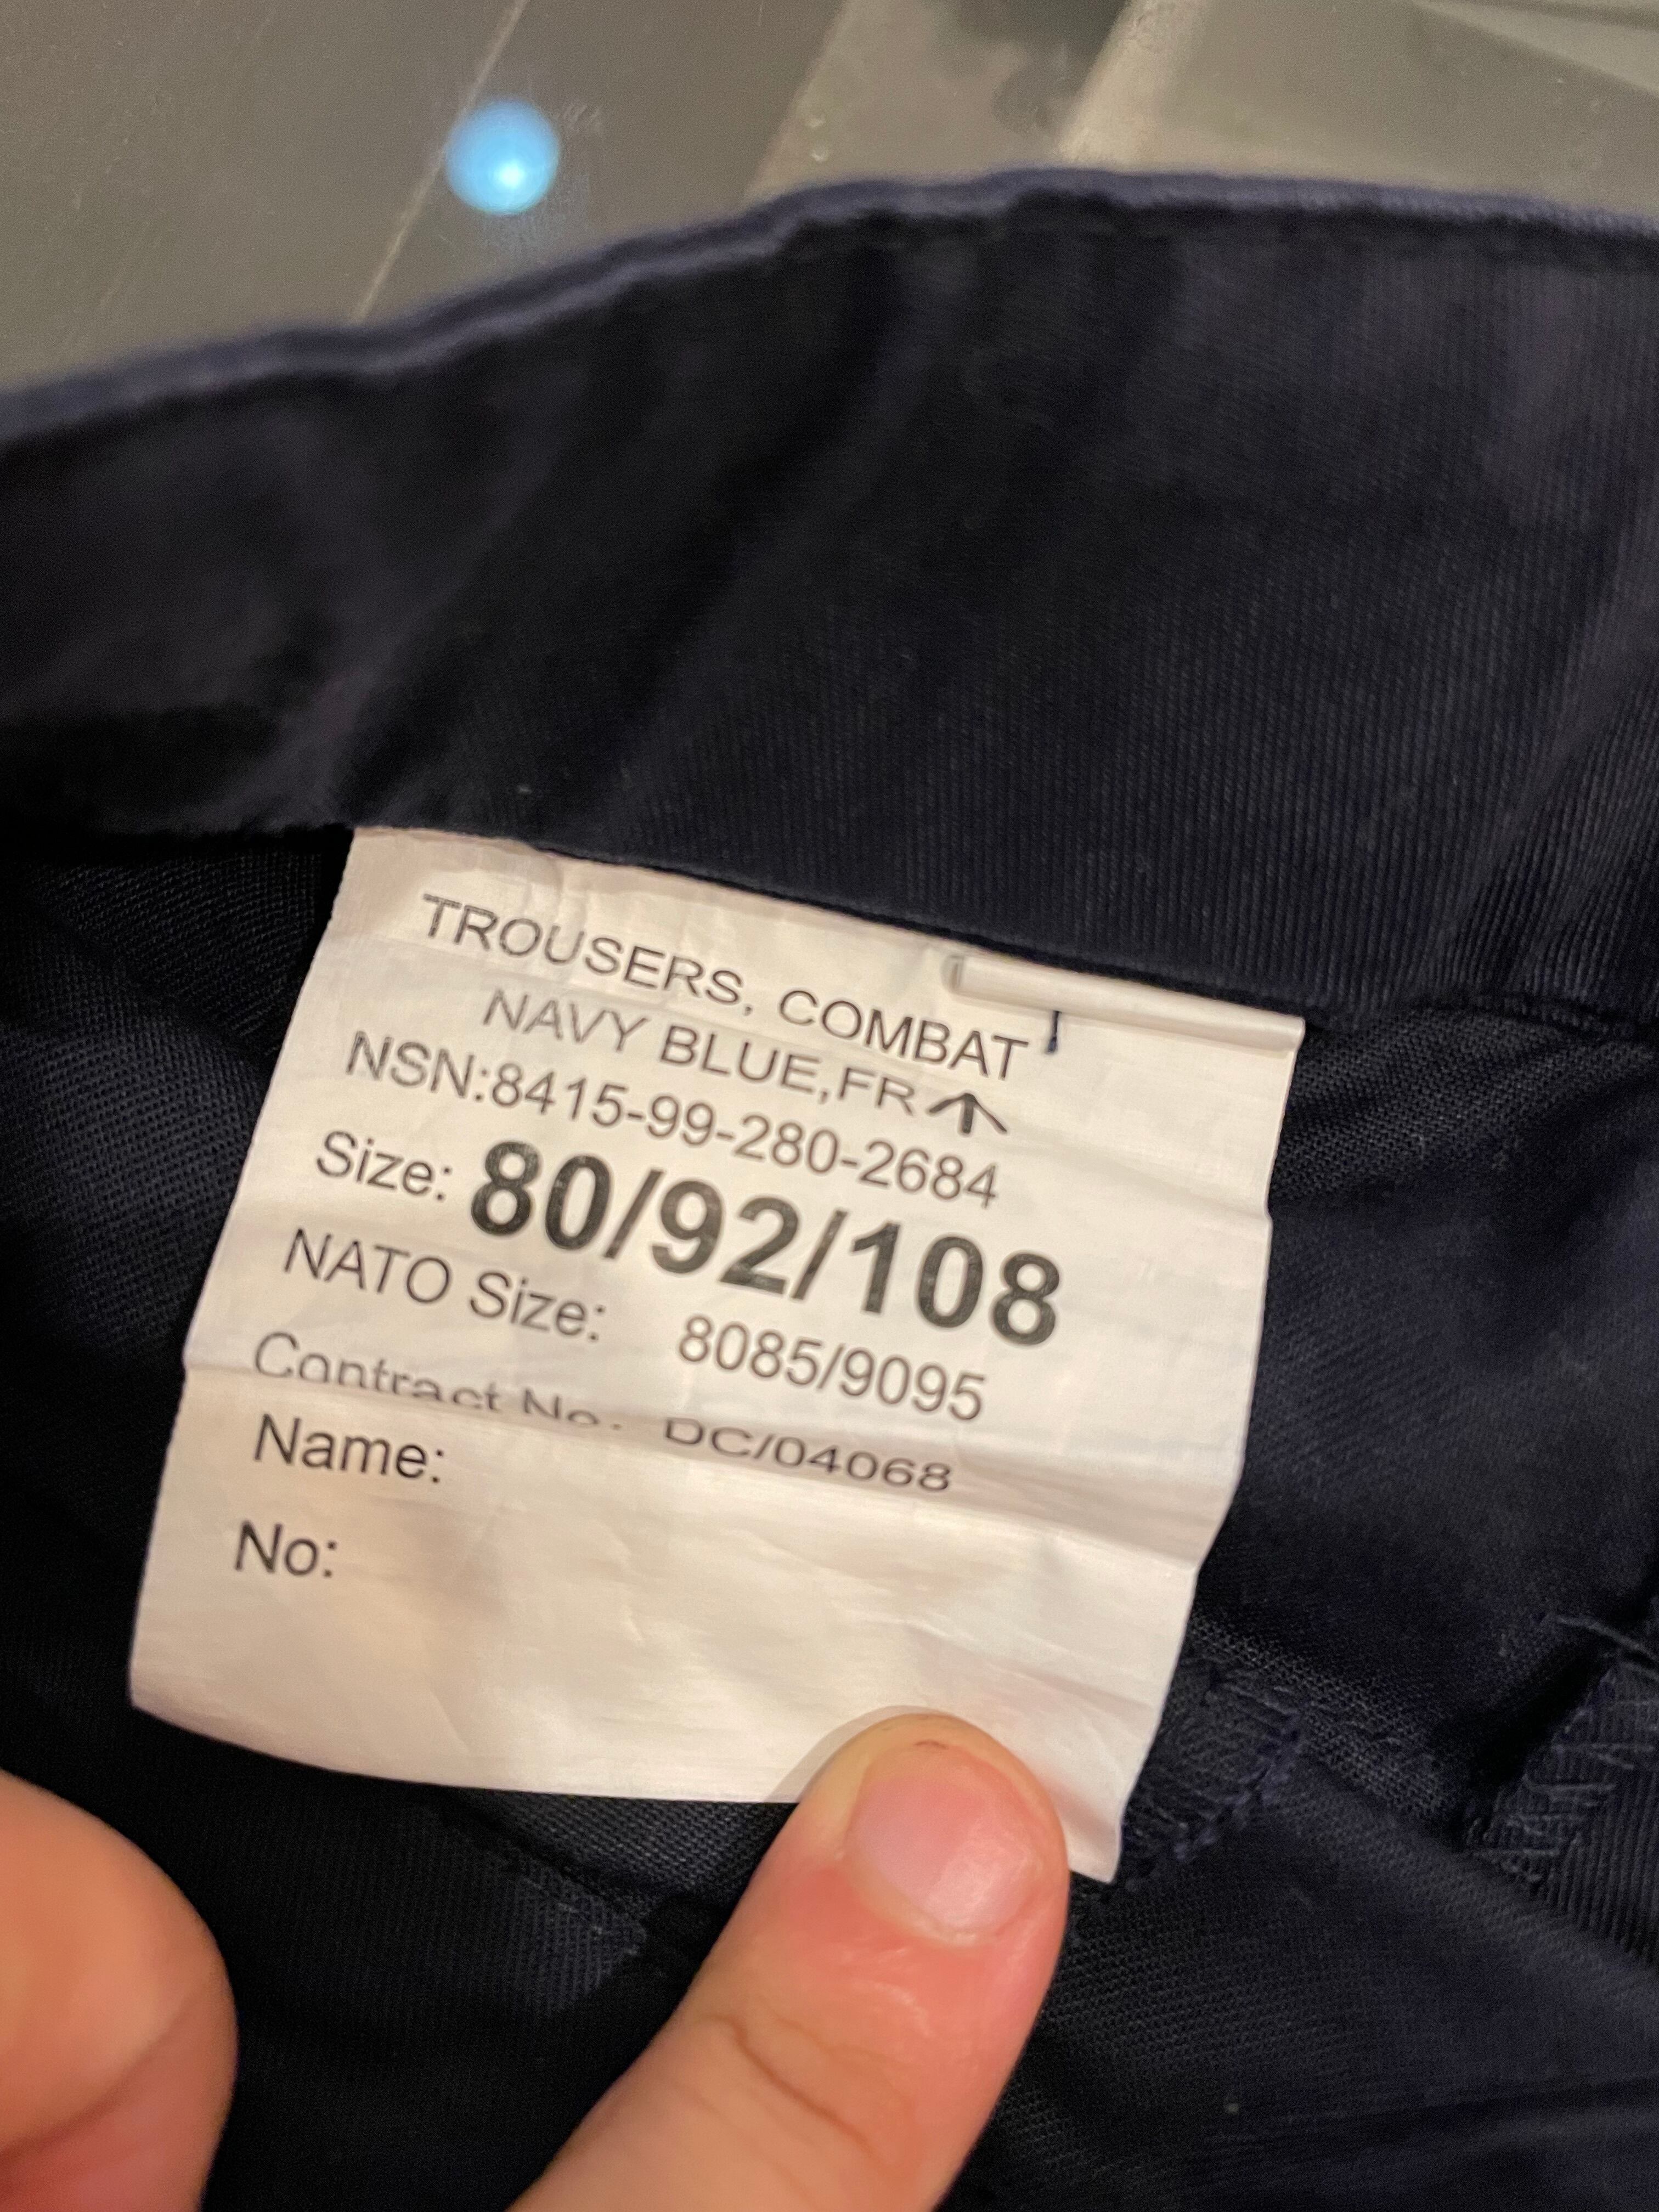 TROUSERS, COMBAT
NAVY BLUE,FR
NSN:8415-99-280-2684
Size: 80/92/108
NATO Size: 8085/9095
Contract No: DC/04068
Name:
No: